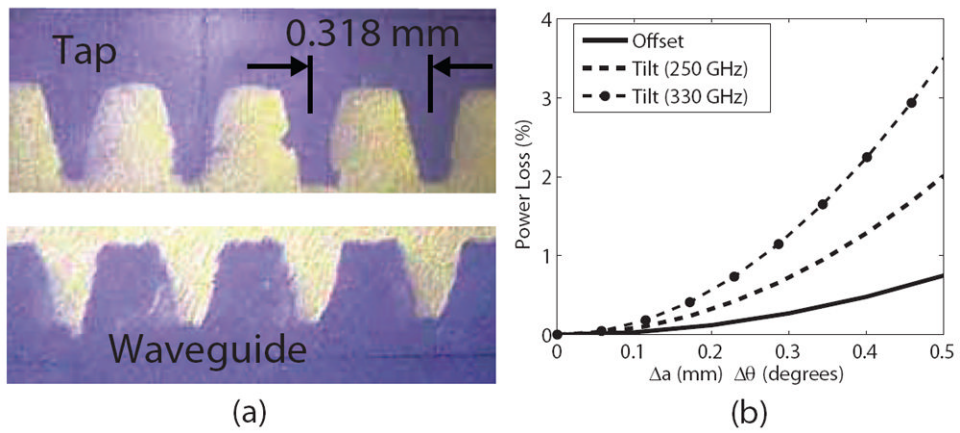 Tap
0.318 mm
Waveguide
(a)
4
3
2
1
0
Power Loss (%)
Offset
Tilt (250 GHz)
Tilt (330 GHz)
0 0.1 0.2 0.3 0.4 0.5
Δa (mm) Δθ (degrees)
(b)